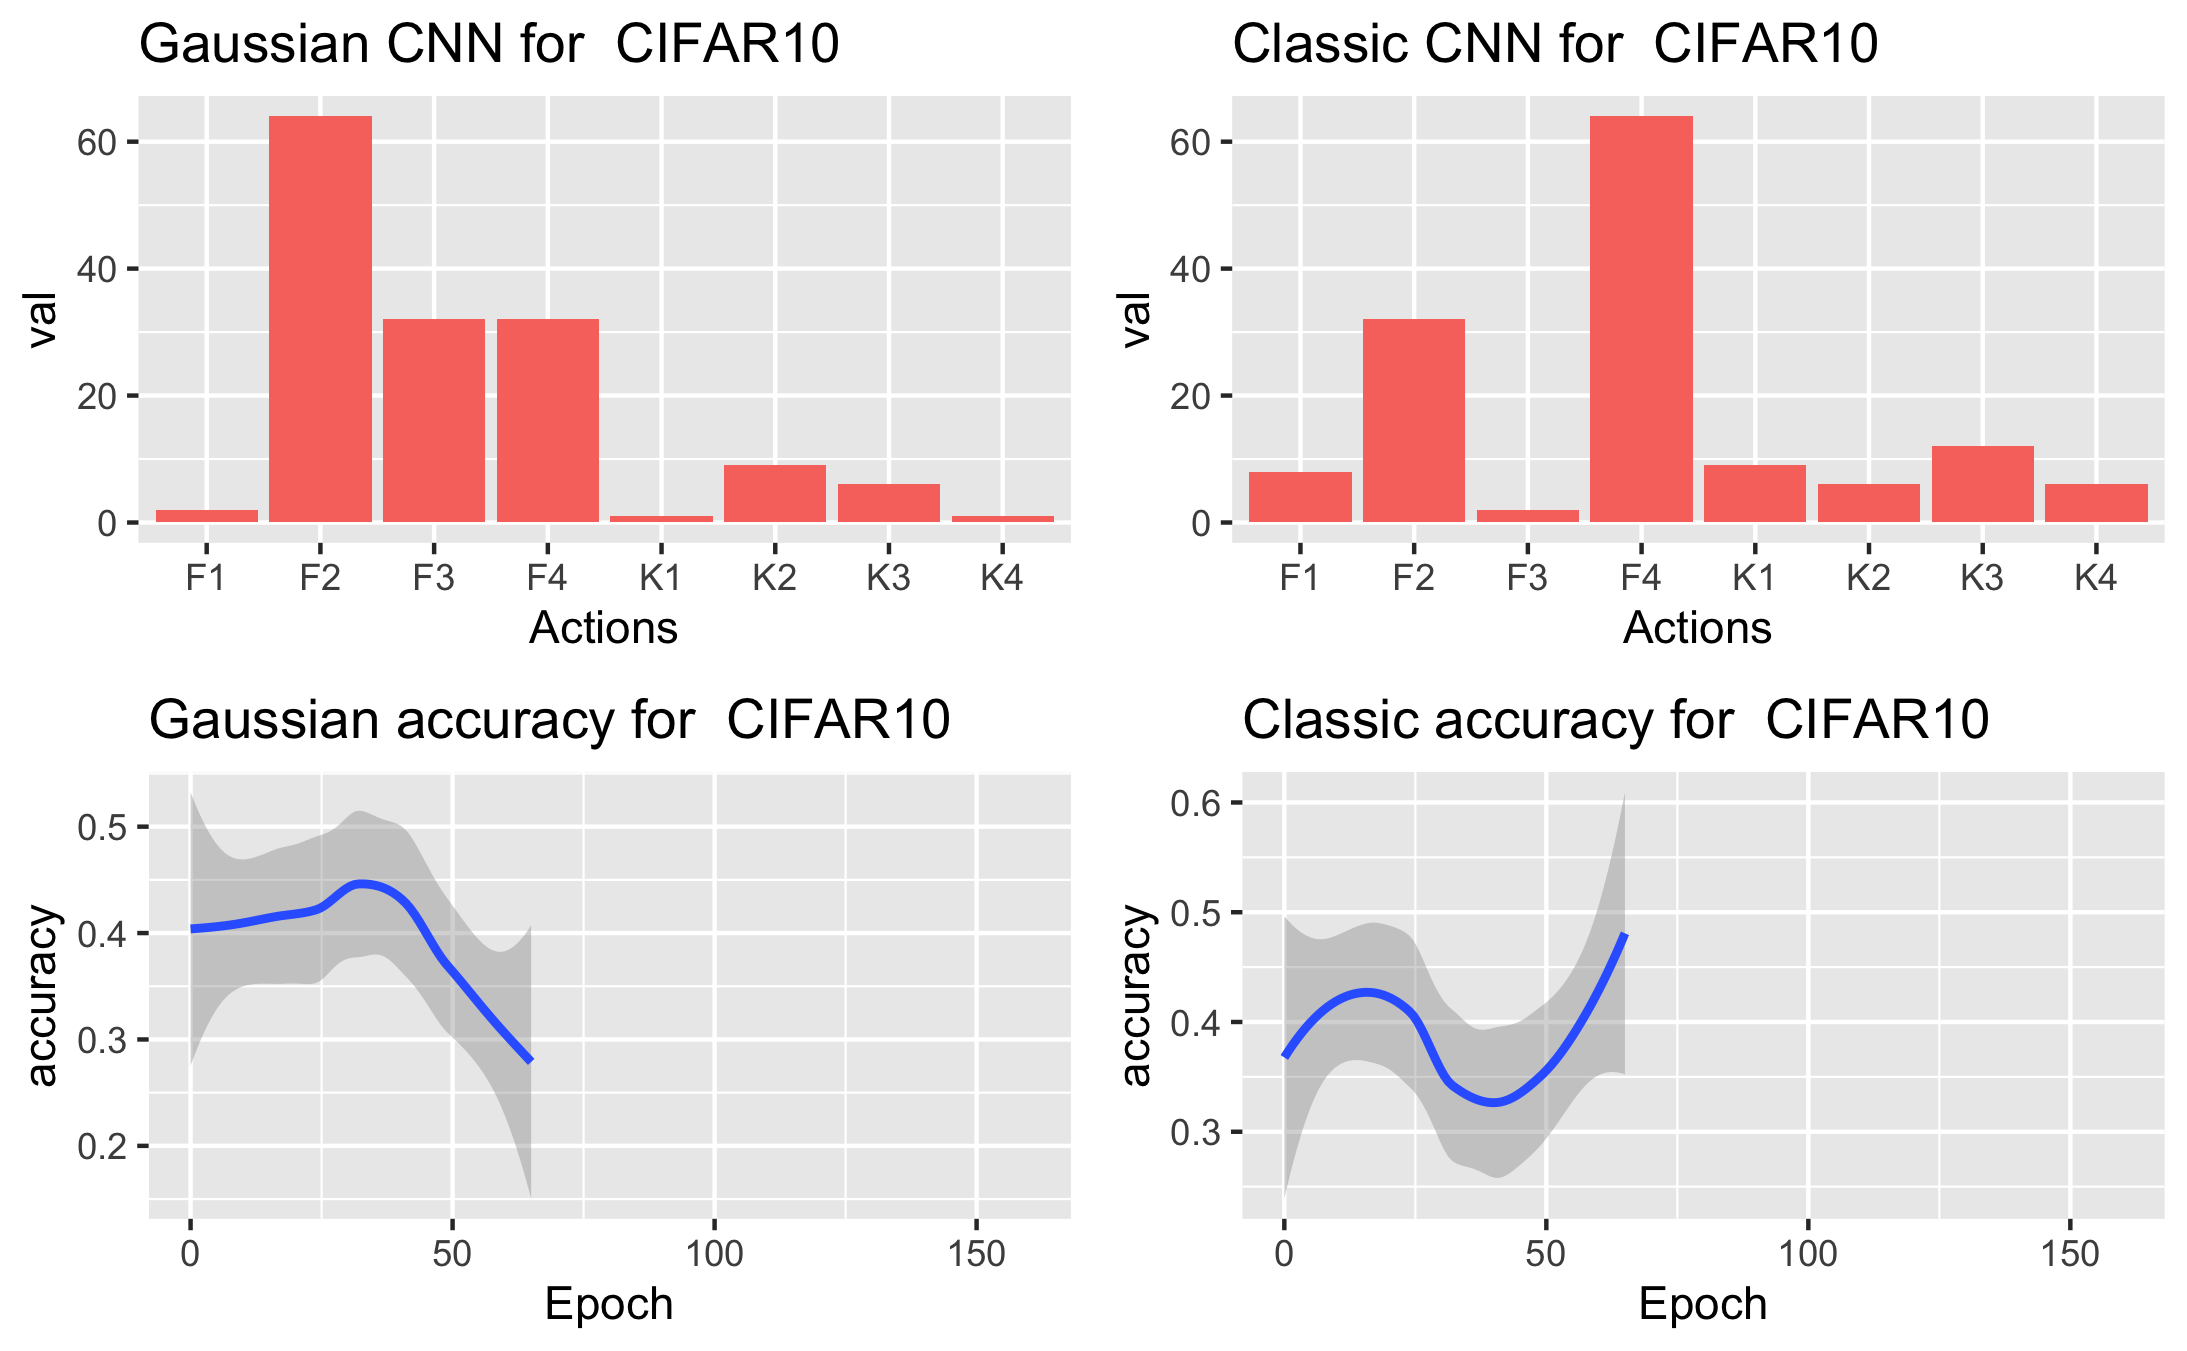 Gaussian CNN for  CIFAR10
60
40
20
0
val
F1 F2 F3 F4 K1 K2 K3 K4
Actions
Classic CNN for  CIFAR10
60
40
20
0
val
F1 F2 F3 F4 K1 K2 K3 K4
Actions
Gaussian accuracy for  CIFAR10
0.5
0.4
0.3
0.2
accuracy
0 50 100 150
Epoch
Classic accuracy for  CIFAR10
0.6
0.5
0.4
0.3
accuracy
0 50 100 150
Epoch